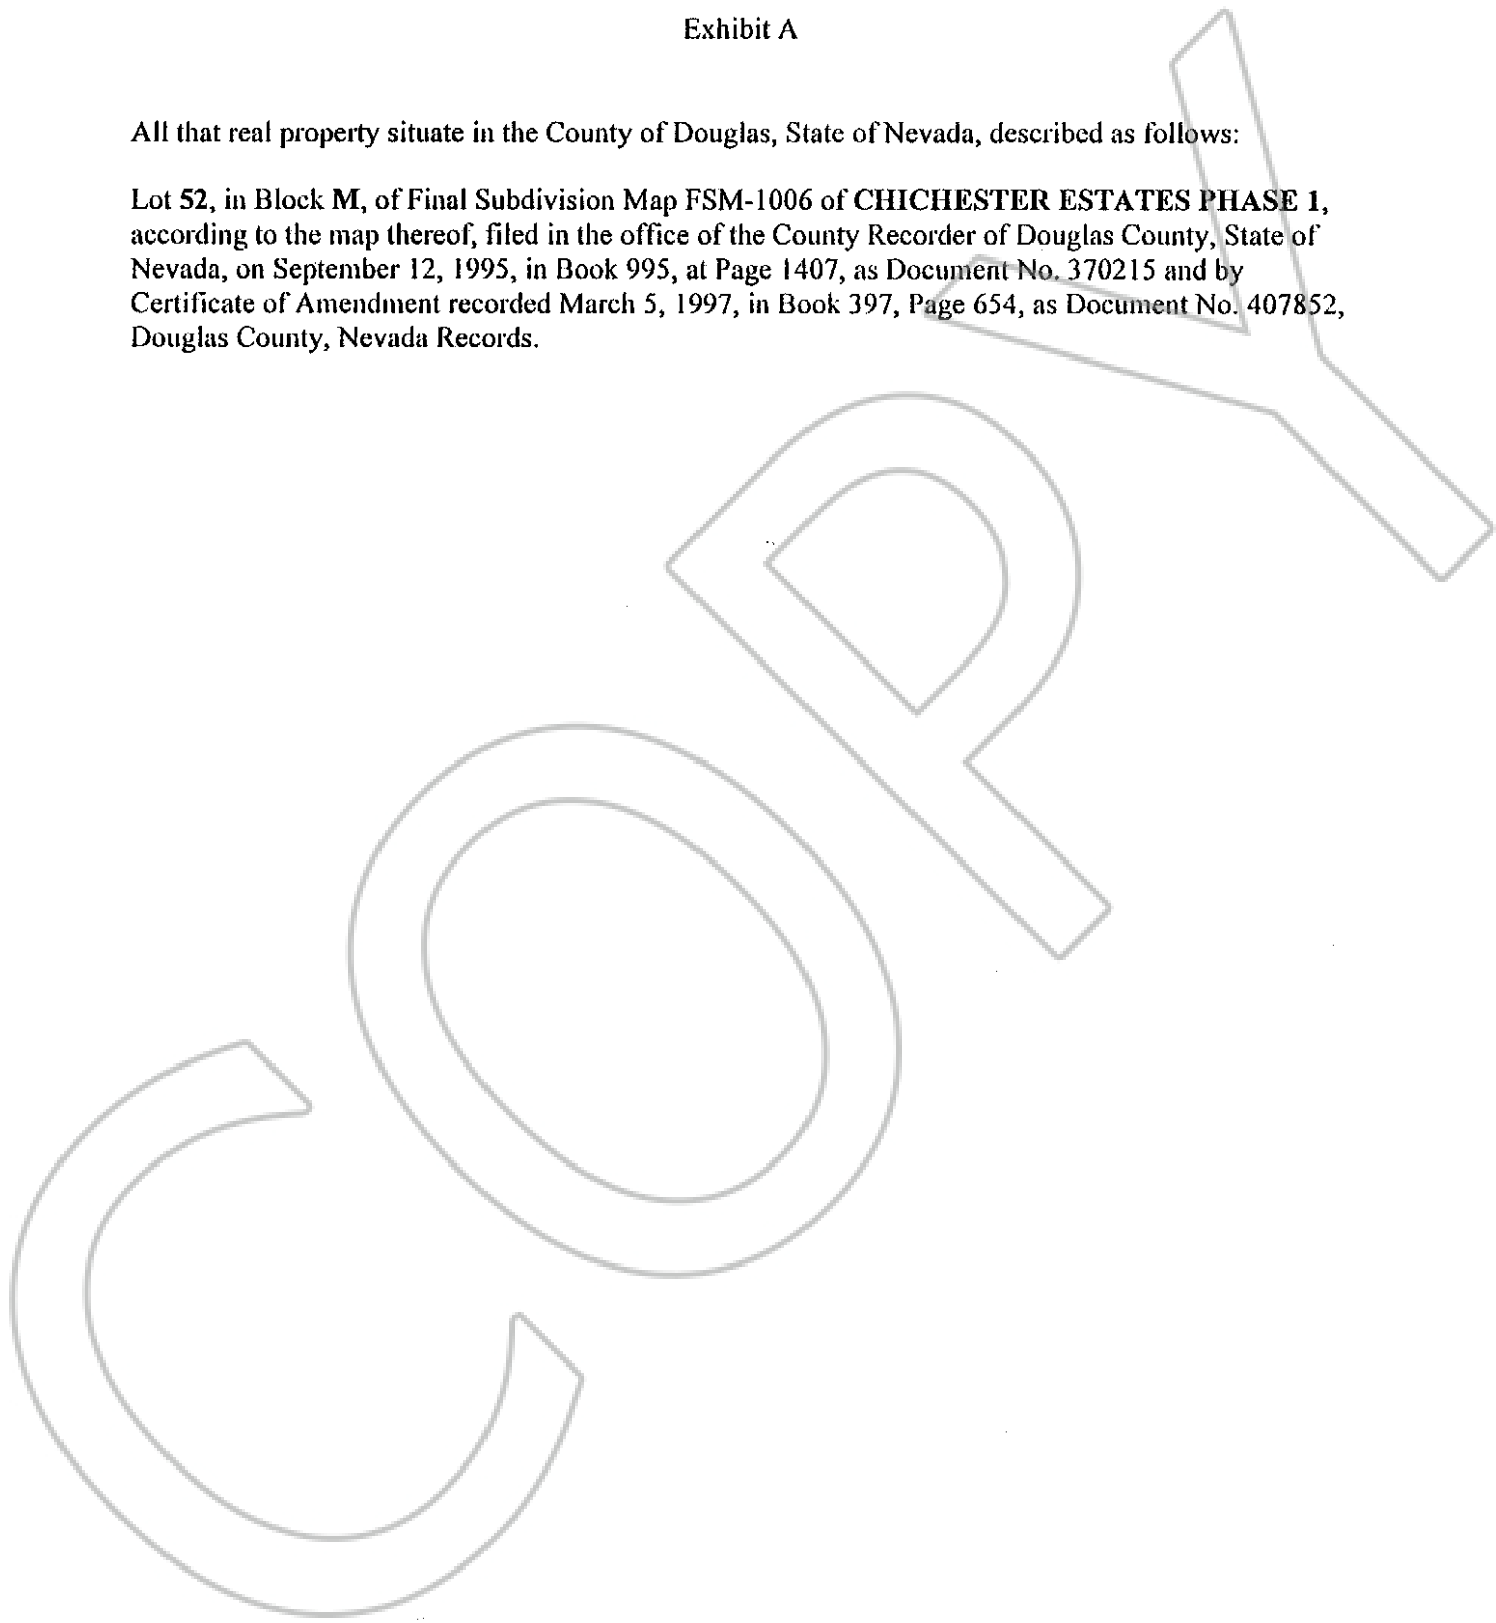 Exhibit A
All that real property situate in the County of Douglas, State of Nevada, described as follows:
Lot 52, in Block M, of Final Subdivision Map FSM-1006 of CHICHESTER ESTATES PHASE 1,
according to the map thereof, filed in the office of the County Recorder of Douglas County, State of
Nevada, on September 12, 1995, in Book 995, at Page 1407, as Document No. 370215 and by
Certificate of Amendment recorded March 5, 1997, in Book 397, Page 654, as Document No. 407852,
Douglas County, Nevada Records.
COPY